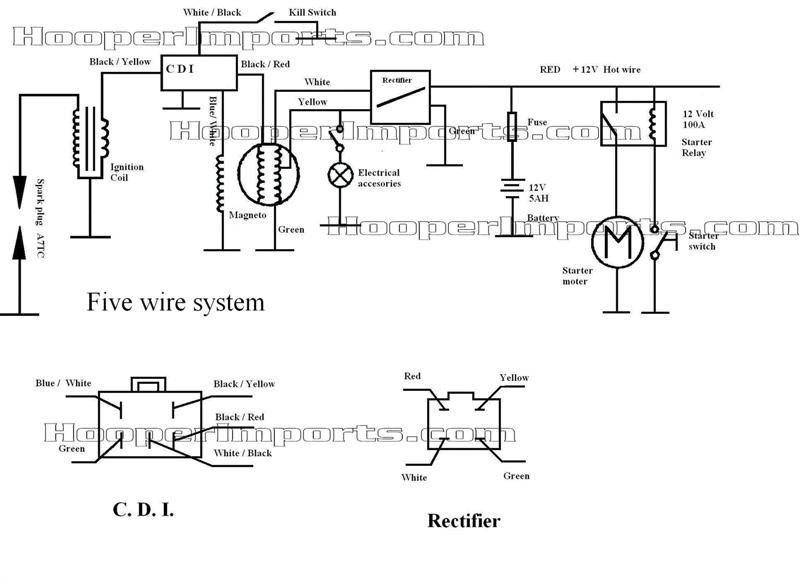 White / Black
Kill Switch
HooperImports.com
Black / Yellow
C D I
Black / Red
White
Rectifier
RED +12V Hot wire
Yellow
Blue/ White
Fuse
12 Volt
100A
Starter
Relay
HooperImports.com
Green
Ignition
Coil
Electrical
accesories
Spark plug A7TC
Magneto
12V
5AH
Battery
Green
HooperImports.com
Starter
switch
M
Starter
moter
Five wire system
Blue / White
Black / Yellow
Red
Yellow
Black / Red
HooperImports.com
Green
White / Black
White
Green
C. D. I.
Rectifier